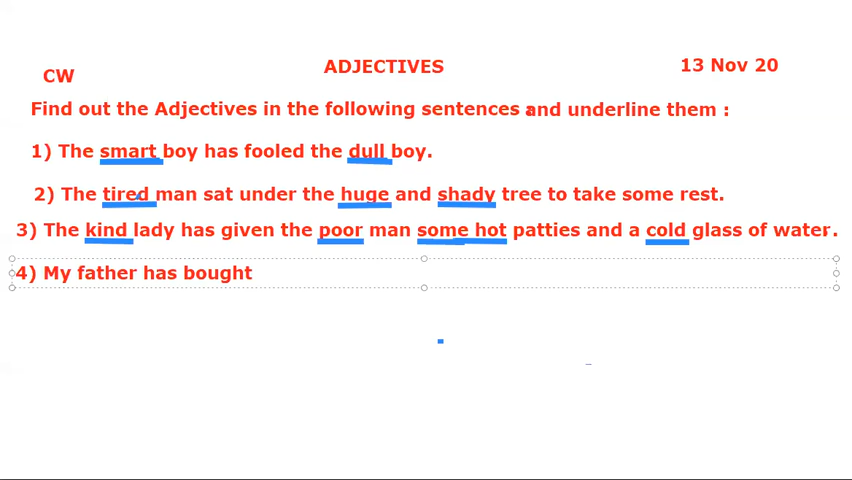 CW
ADJECTIVES
13 Nov 20
Find out the Adjectives in the following sentences and underline them :
1) The smart boy has fooled the dull boy.
2) The tired man sat under the huge and shady tree to take some rest.
3) The kind lady has given the poor man some hot patties and a cold glass of water.
4) My father has bought